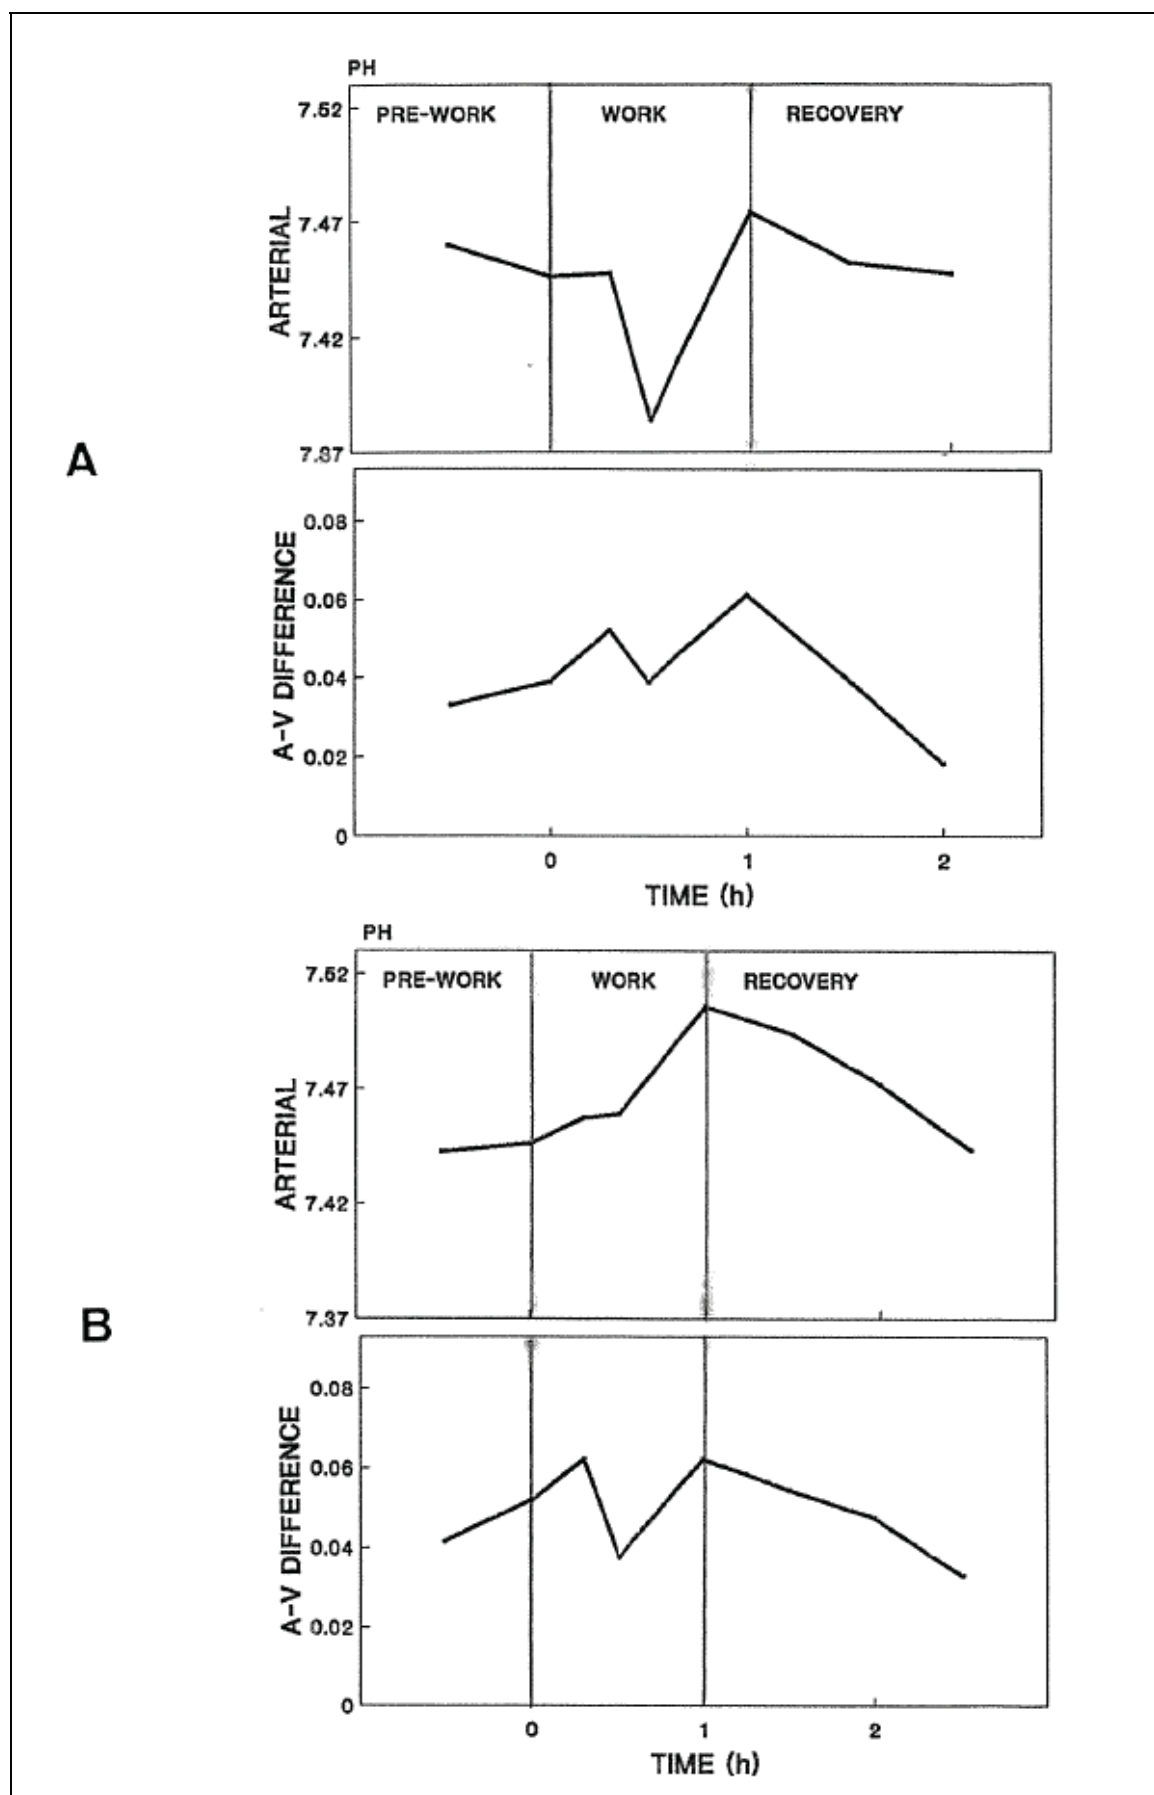 PH
7.52
PRE-WORK WORK RECOVERY
7.47
ARTERIAL
7.42
7.37
A
0.08
0.06
A-V DIFFERENCE
0.04
0.02
0
0 1 2
TIME (h)
PH
7.52
PRE-WORK WORK RECOVERY
7.47
ARTERIAL
7.42
7.37
B
0.08
0.06
A-V DIFFERENCE
0.04
0.02
0
0 1 2
TIME (h)